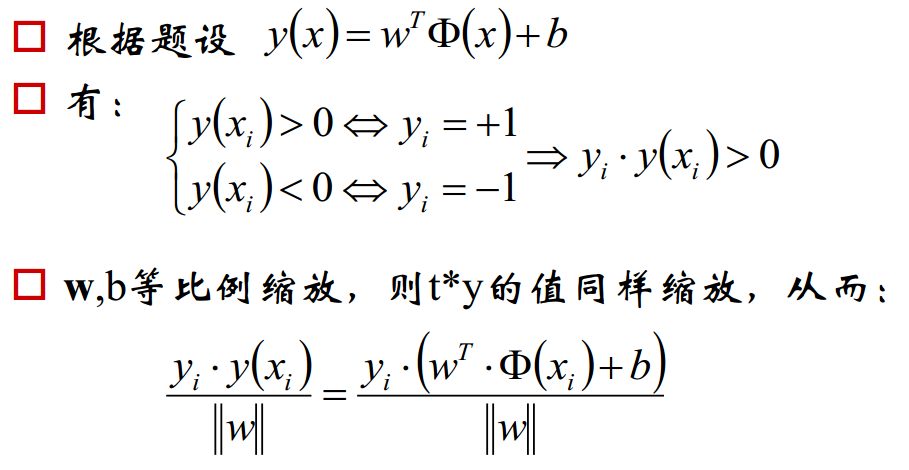 根据题设 y(x) = w^T Φ(x) + b
有：
{ y(x_i) > 0 ⇔ y_i = +1
{ y(x_i) < 0 ⇔ y_i = −1 ⇒ y_i · y(x_i) > 0
w,b等比例缩放，则t*y的值同样缩放，从而：
y_i · y(x_i) / ‖w‖ = y_i · (w^T · Φ(x_i) + b) / ‖w‖